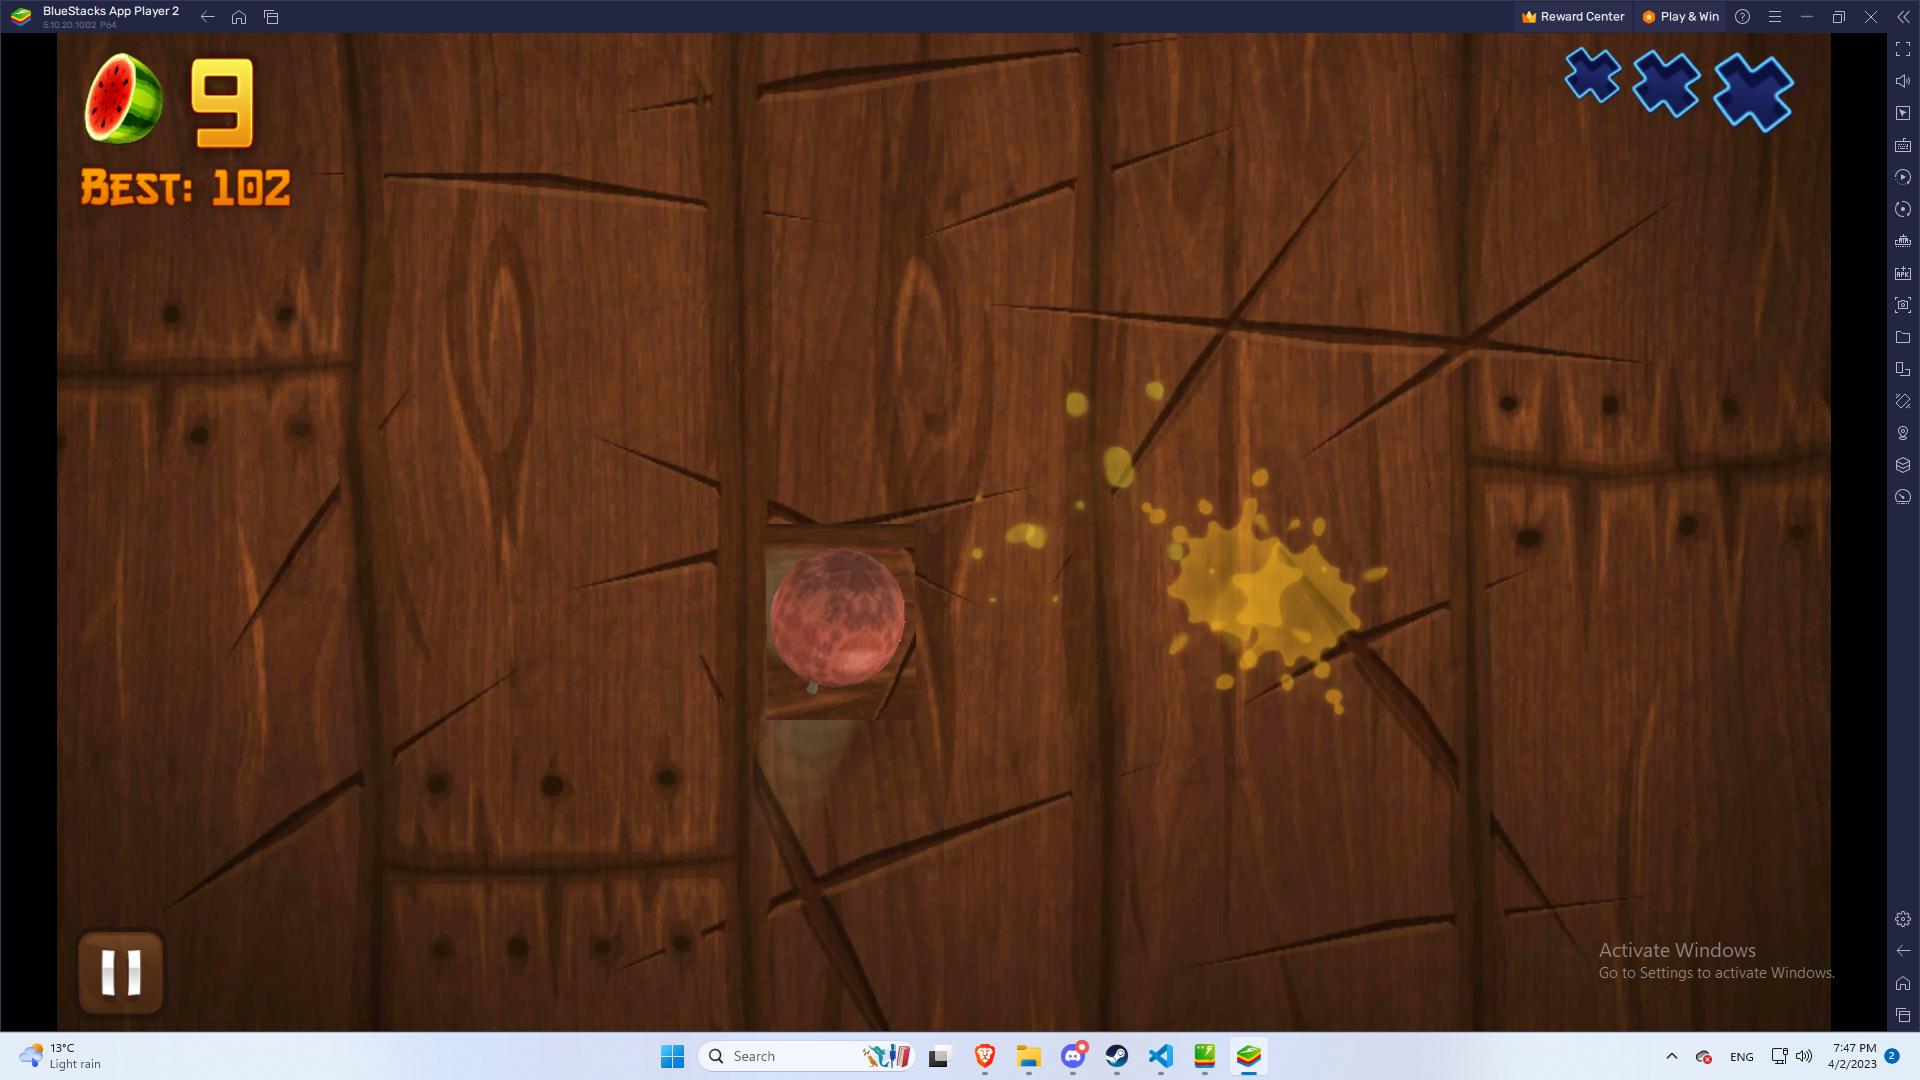 BlueStacks App Player 2
5.10.20.1002 P64
Reward Center
Play & Win
9
BEST: 102
Activate Windows
Go to Settings to activate Windows.
13°C
Light rain
Search
ENG
7:47 PM
4/2/2023
2